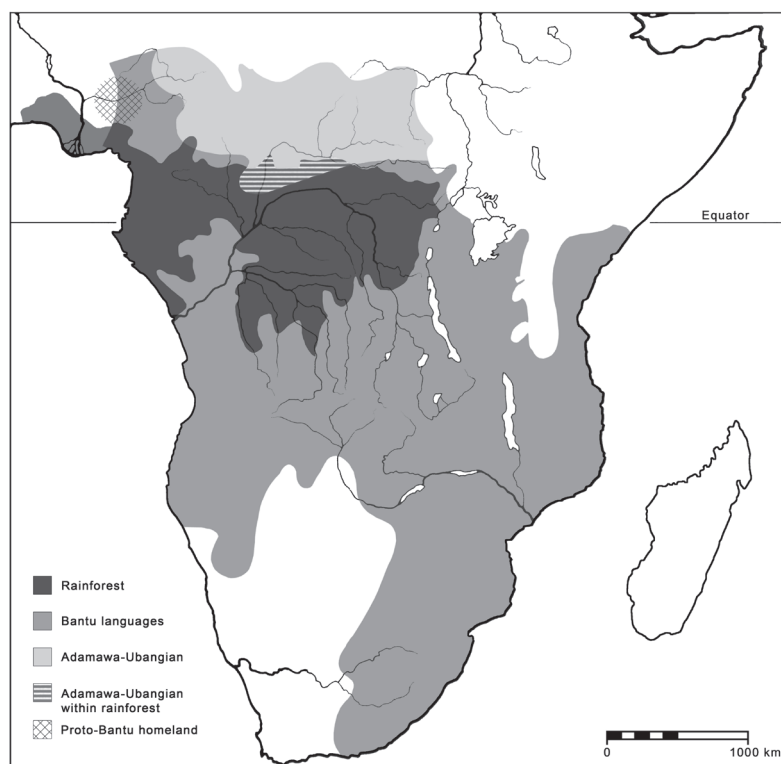 Equator
Rainforest
Bantu languages
Adamawa-Ubangian
Adamawa-Ubangian
within rainforest
Proto-Bantu homeland
0 1000 km